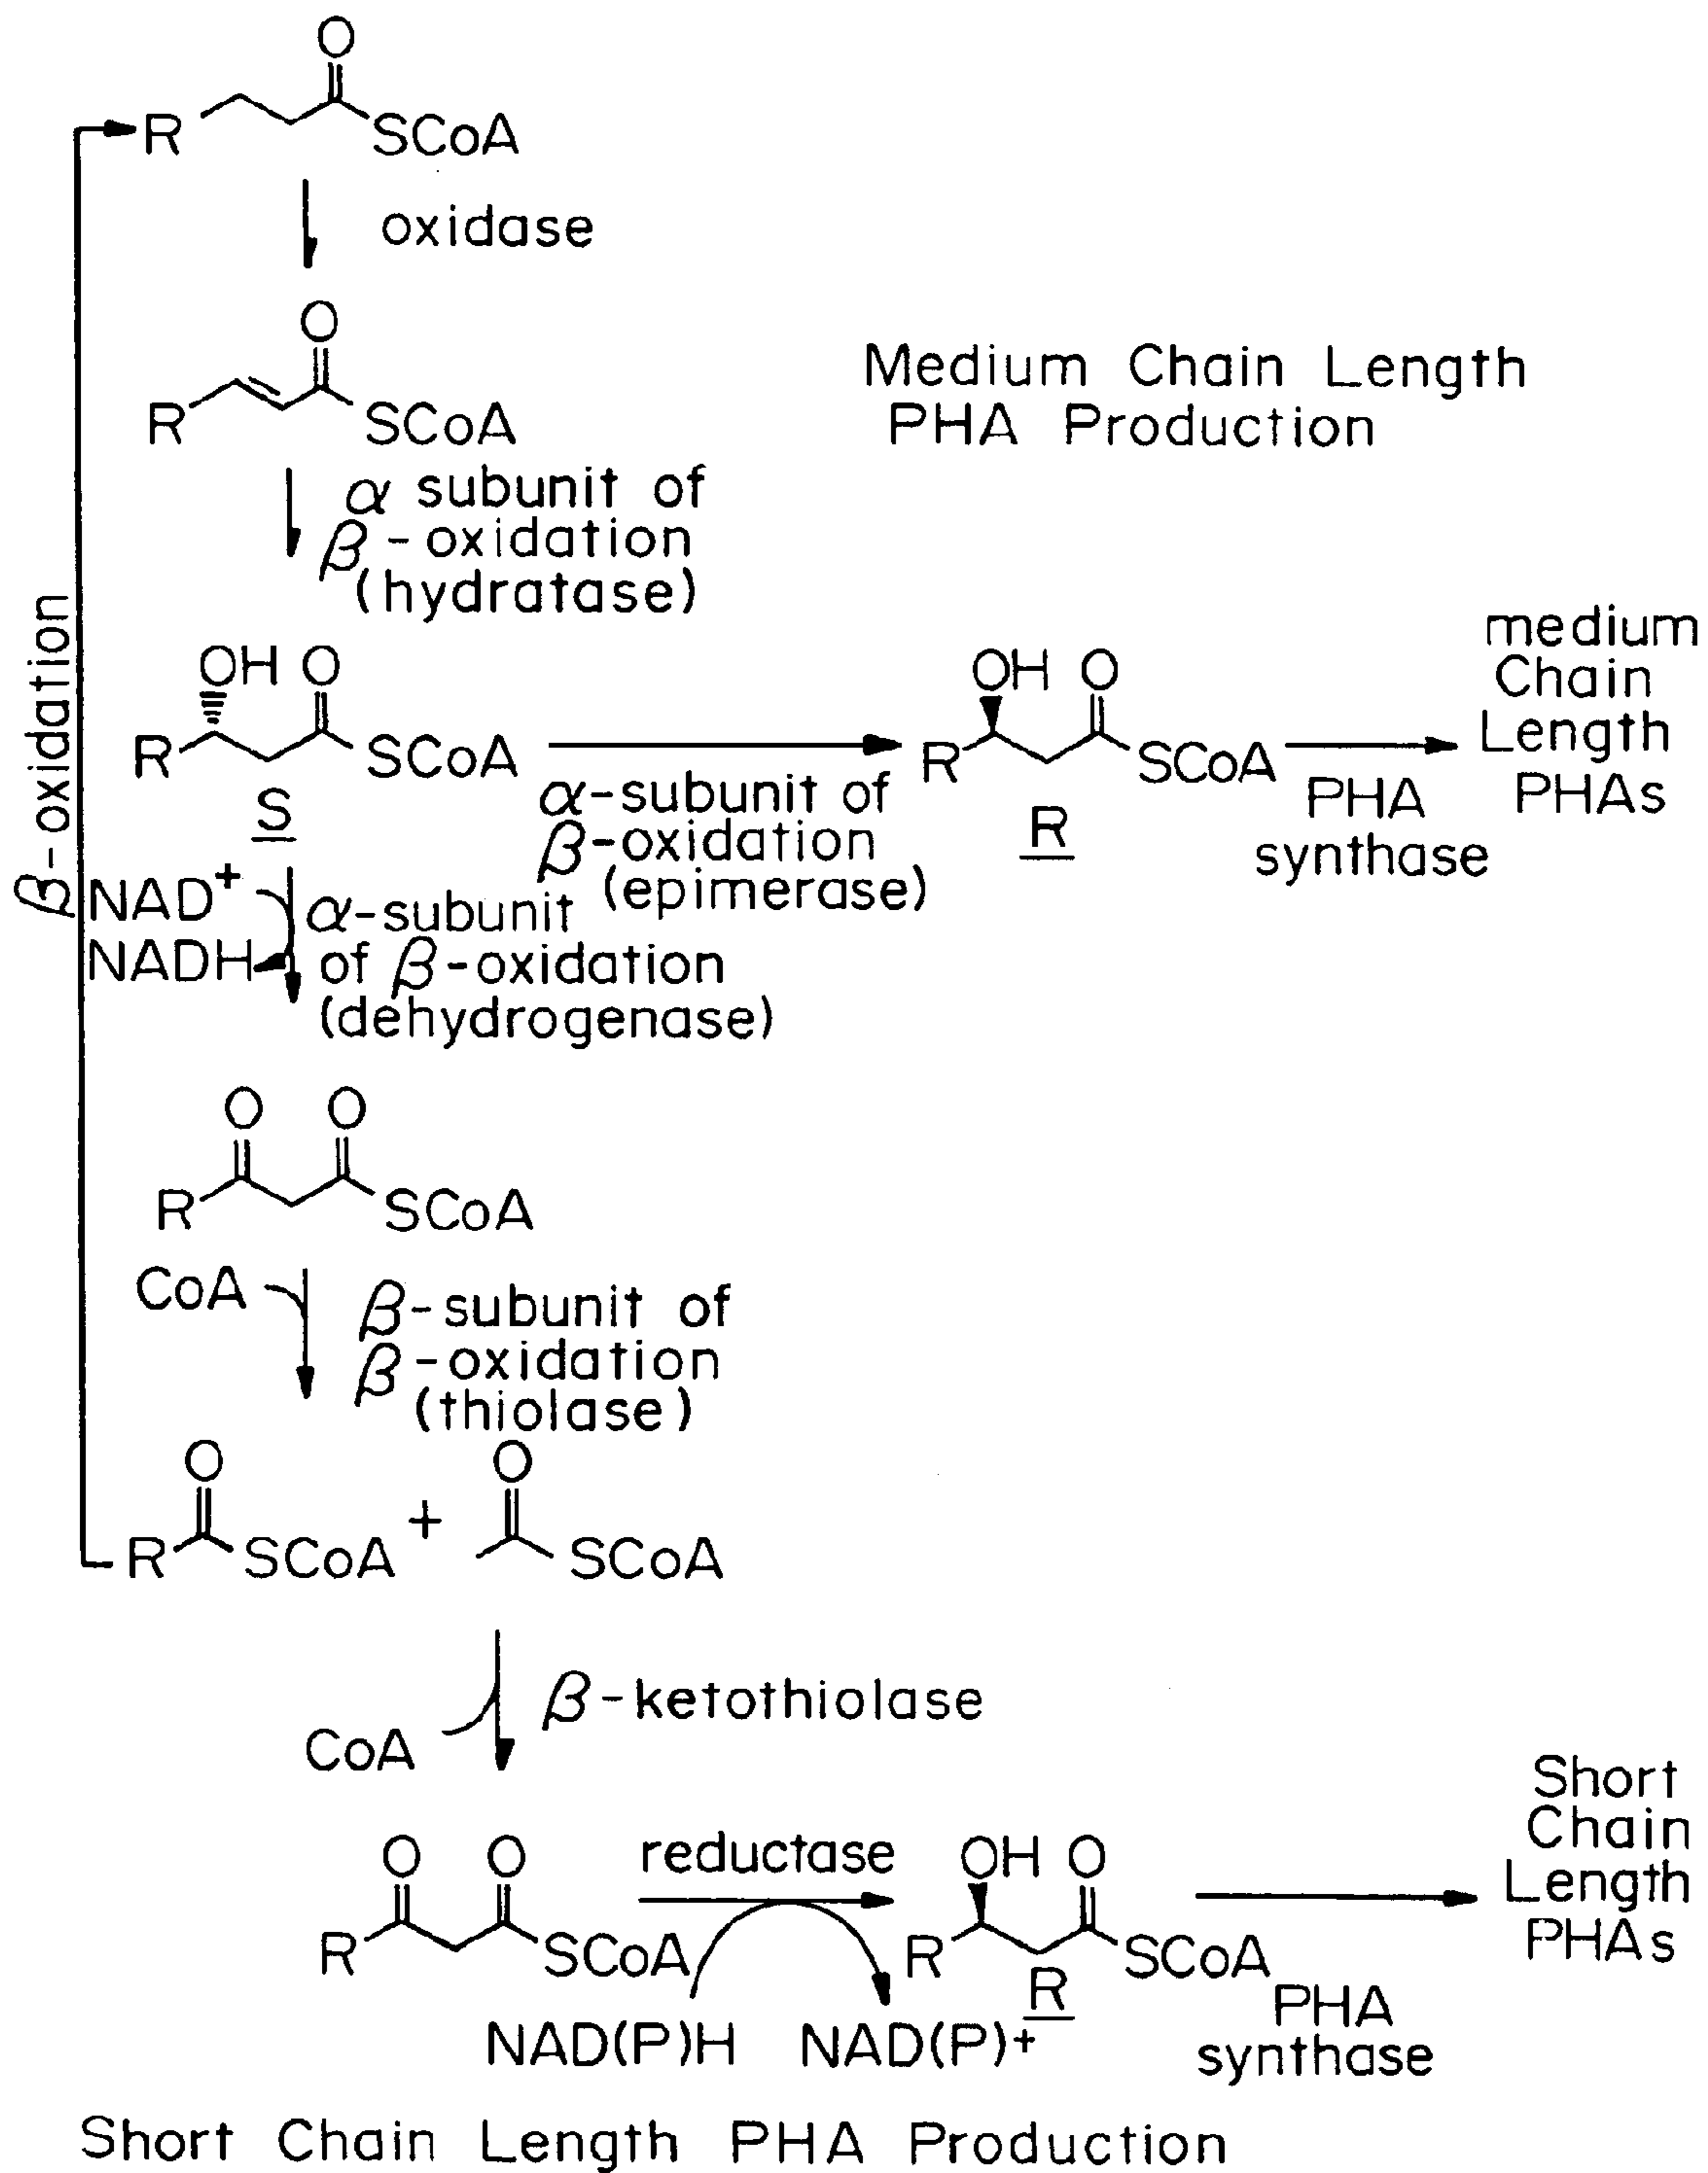 O
R SCoA
oxidase
O
R SCoA
Medium Chain Length
PHA Production
α subunit of
β-oxidation
(hydratase)
β-oxidation
OH O
R SCoA
S
α-subunit of
β-oxidation
(epimerase)
OH O
R SCoA
R
PHA
synthase
medium
Chain
Length
PHAs
NAD+
NADH
α-subunit
of β-oxidation
(dehydrogenase)
O O
R SCoA
CoA
β-subunit of
β-oxidation
(thiolase)
O O
R SCoA + SCoA
CoA
β-ketothiolase
O O
R SCoA
reductase
NAD(P)H NAD(P)+
OH O
R SCoA
R
PHA
synthase
Short
Chain
Length
PHAs
Short Chain Length PHA Production